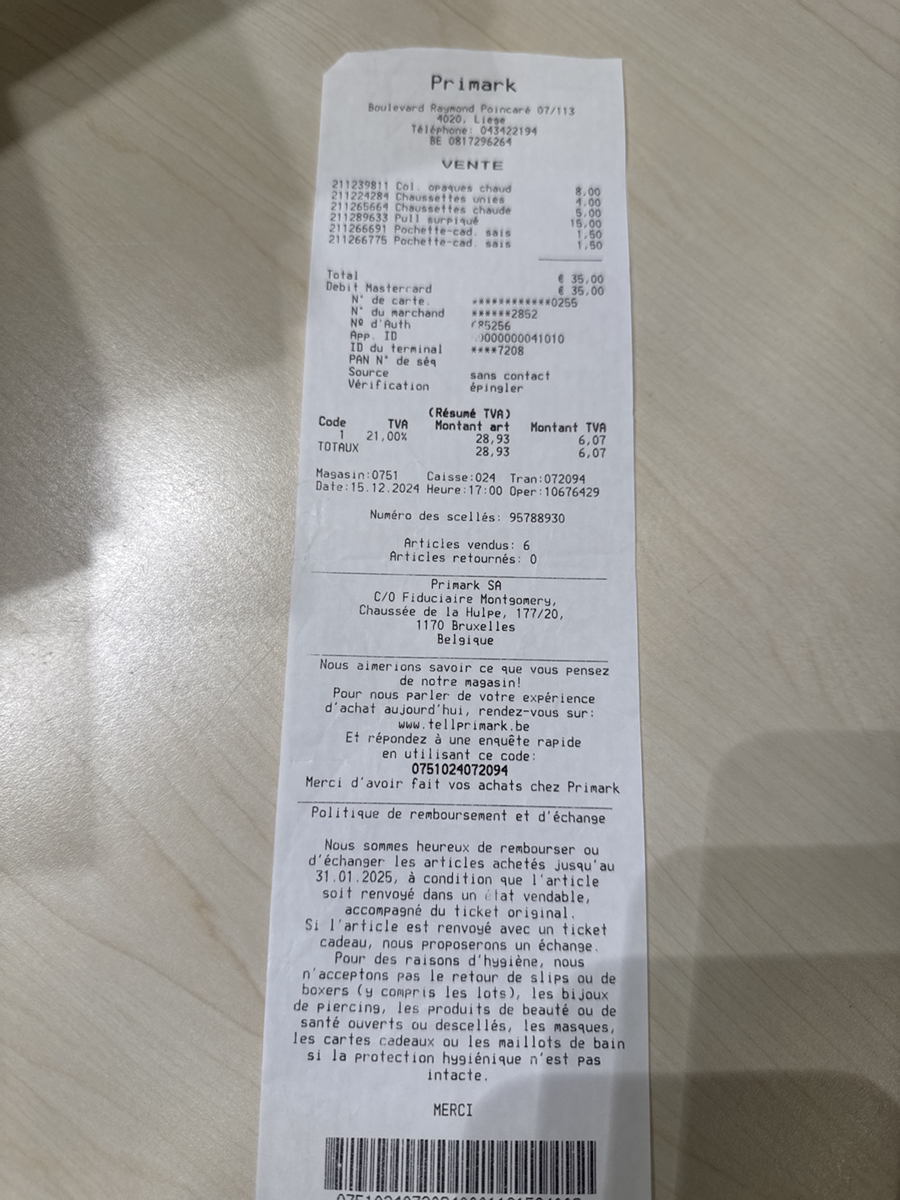 Primark
Boulevard Raymond Poincaré 07/113
4020, Liege
Téléphone: 043422194
BE 0817296264
VENTE
211239811 Col. opaques chaud 8,00
211224284 Chaussettes unies 4,00
211265664 Chaussettes chaude 5,00
211289633 Pull surpiqué 15,00
211266691 Pochette-cad. sais 1,50
211266775 Pochette-cad. sais 1,50
Total € 35,00
Debit Mastercard € 35,00
N° de carte. ************0255
N° du marchand ******2852
Nº d'Auth
App. ID
ID du terminal ****7208
PAN N° de séq
Source sans contact
Vérification épingler
(Résumé TVA)
Code TVA Montant art Montant TVA
1 21,00% 28,93 6,07
TOTAUX 28,93 6,07
Magasin:0751 Caisse:024 Tran:072094
Date:15.12.2024 Heure:17:00 Oper:10676429
Numéro des scellés: 95788930
Articles vendus: 6
Articles retournés: 0
Primark SA
C/O Fiduciaire Montgomery,
Chaussée de la Hulpe, 177/20,
1170 Bruxelles
Belgique
Nous aimerions savoir ce que vous pensez
de notre magasin!
Pour nous parler de votre expérience
d'achat aujourd'hui, rendez-vous sur:
www.tellprimark.be
Et répondez à une enquête rapide
en utilisant ce code:
0751024072094
Merci d'avoir fait vos achats chez Primark
Politique de remboursement et d'échange
Nous sommes heureux de rembourser ou
d'échanger les articles achetés jusqu'au
31.01.2025, à condition que l'article
soit renvoyé dans un état vendable,
accompagné du ticket original.
Si l'article est renvoyé avec un ticket
cadeau, nous proposerons un échange.
Pour des raisons d'hygiène, nous
n'acceptons pas le retour de slips ou de
boxers (y compris les lots), les bijoux
de piercing, les produits de beauté ou de
santé ouverts ou descellés, les masques,
les cartes cadeaux ou les maillots de bain
si la protection hygiénique n'est pas
intacte.
MERCI